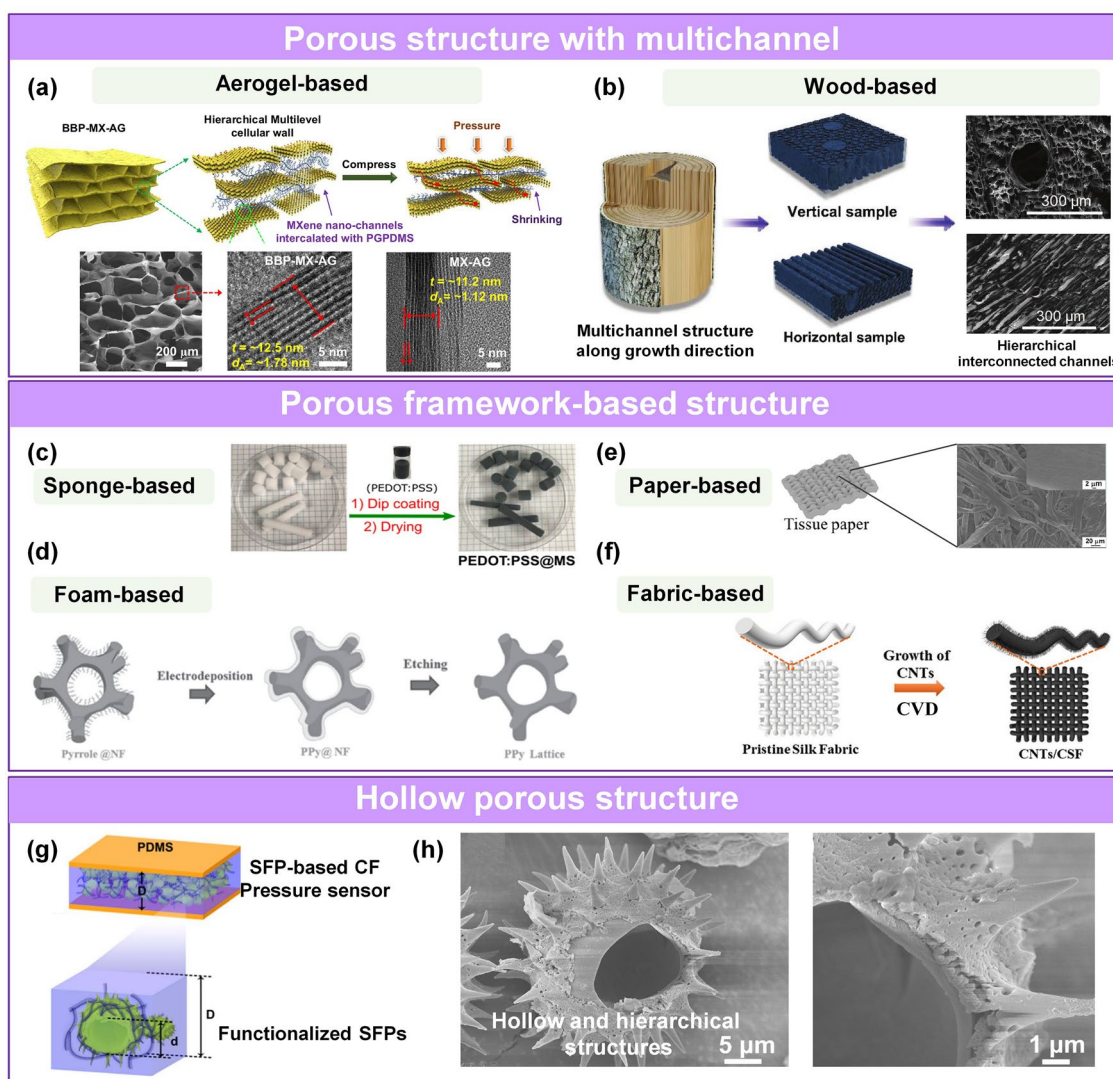 Porous structure with multichannel
(a)
Aerogel-based
BBP-MX-AG
Hierarchical Multilevel
cellular wall
Compress
Pressure
Shrinking
MXene nano-channels
intercalated with PGPDMS
200 μm
BBP-MX-AG
t = ~12.5 nm
dA= ~1.78 nm
5 nm
MX-AG
t = ~11.2 nm
dA= ~1.12 nm
5 nm
(b)
Wood-based
Multichannel structure
along growth direction
Vertical sample
Horizontal sample
300 μm
300 μm
Hierarchical
interconnected channels
Porous framework-based structure
(c)
Sponge-based
(PEDOT:PSS)
1) Dip coating
2) Drying
PEDOT:PSS@MS
(d)
Foam-based
Pyrrole @NF
Electrodeposition
PPy@ NF
Etching
PPy Lattice
(e)
Paper-based
Tissue paper
2 μm
20 μm
(f)
Fabric-based
Pristine Silk Fabric
Growth of
CNTs
CVD
CNTs/CSF
Hollow porous structure
(g)
PDMS
D
SFP-based CF
Pressure sensor
D
d
Functionalized SFPs
(h)
Hollow and hierarchical
structures
5 μm
1 μm